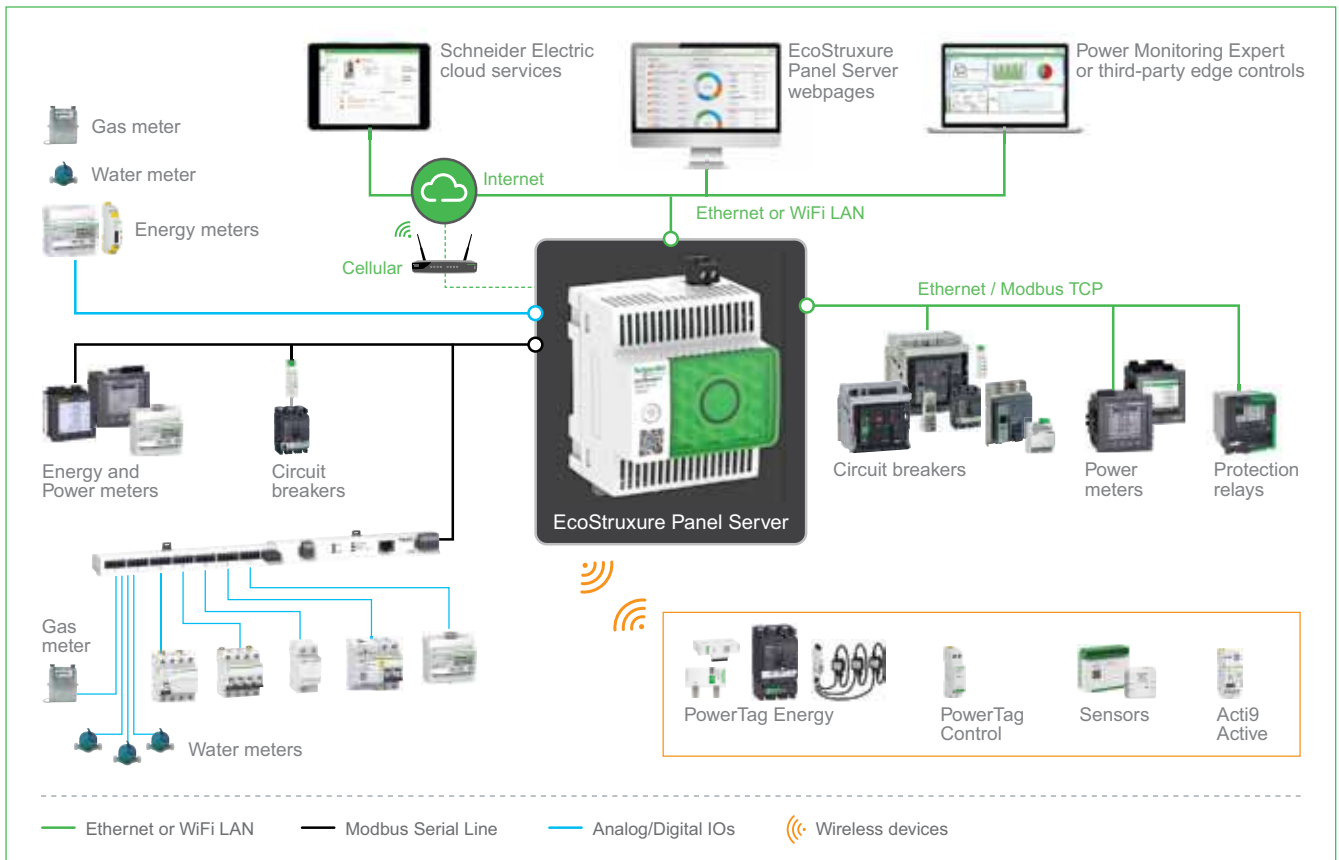 Schneider Electric
cloud services
EcoStruxure
Panel Server
webpages
Power Monitoring Expert
or third-party edge controls
Gas meter
Water meter
Energy meters
Internet
Ethernet or WiFi LAN
Cellular
Ethernet / Modbus TCP
Energy and
Power meters
Circuit
breakers
EcoStruxure Panel Server
Circuit breakers
Power
meters
Protection
relays
Gas
meter
Water meters
PowerTag Energy
PowerTag
Control
Sensors
Acti9
Active
Ethernet or WiFi LAN
Modbus Serial Line
Analog/Digital IOs
Wireless devices